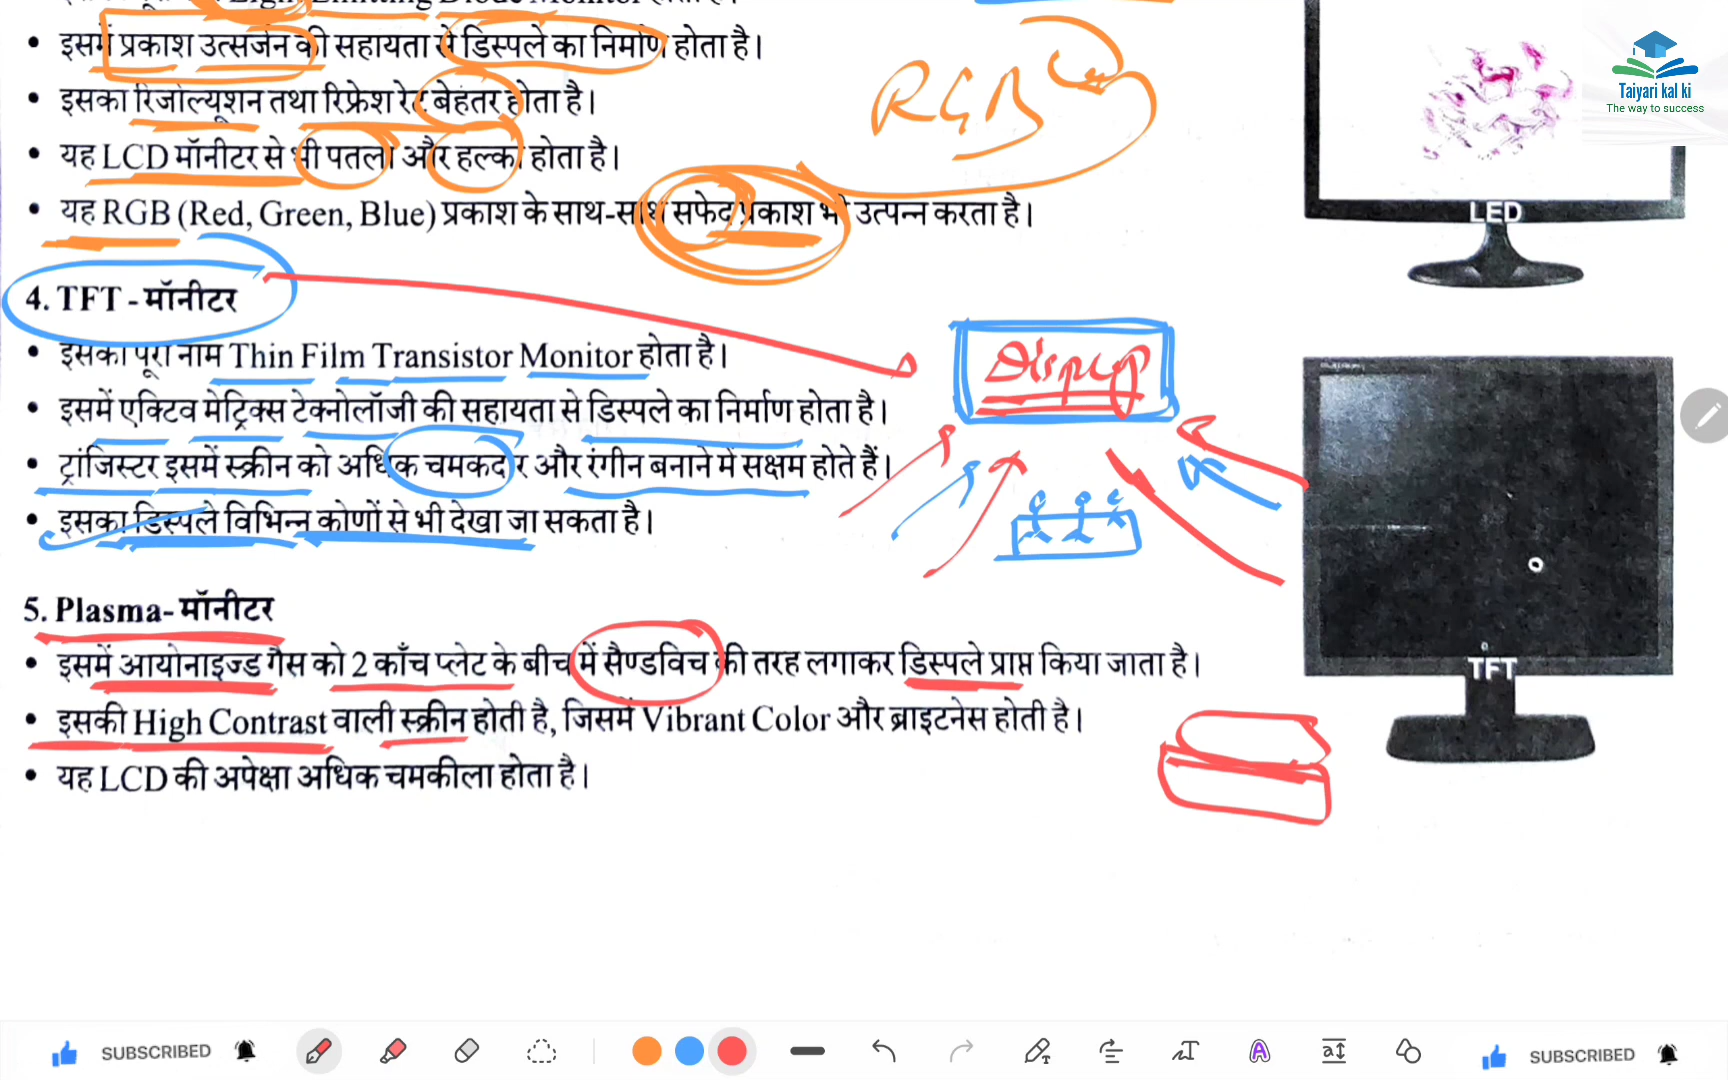 • इसमें प्रकाश उत्सर्जन की सहायता से डिस्पले का निर्माण होता है।
• इसका रिजोल्यूशन तथा रिफ्रेश रेट बेहतर होता है।
• यह LCD मॉनीटर से भी पतला और हल्का होता है।
• यह RGB (Red, Green, Blue) प्रकाश के साथ-साथ सफेद प्रकाश भी उत्पन्न करता है।
RGB
Taiyari kal ki
The way to success
LED
4. TFT - मॉनीटर
• इसका पूरा नाम Thin Film Transistor Monitor होता है।
• इसमें एक्टिव मेट्रिक्स टेक्नोलॉजी की सहायता से डिस्पले का निर्माण होता है।
• ट्रांजिस्टर इसमें स्क्रीन को अधिक चमकदार और रंगीन बनाने में सक्षम होते हैं।
• इसका डिस्पले विभिन्न कोणों से भी देखा जा सकता है।
Display
TFT
5. Plasma- मॉनीटर
• इसमें आयोनाइज्ड गैस को 2 काँच प्लेट के बीच में सैण्डविच की तरह लगाकर डिस्पले प्राप्त किया जाता है।
• इसकी High Contrast वाली स्क्रीन होती है, जिसमें Vibrant Color और ब्राइटनेस होती है।
• यह LCD की अपेक्षा अधिक चमकीला होता है।
SUBSCRIBED
SUBSCRIBED